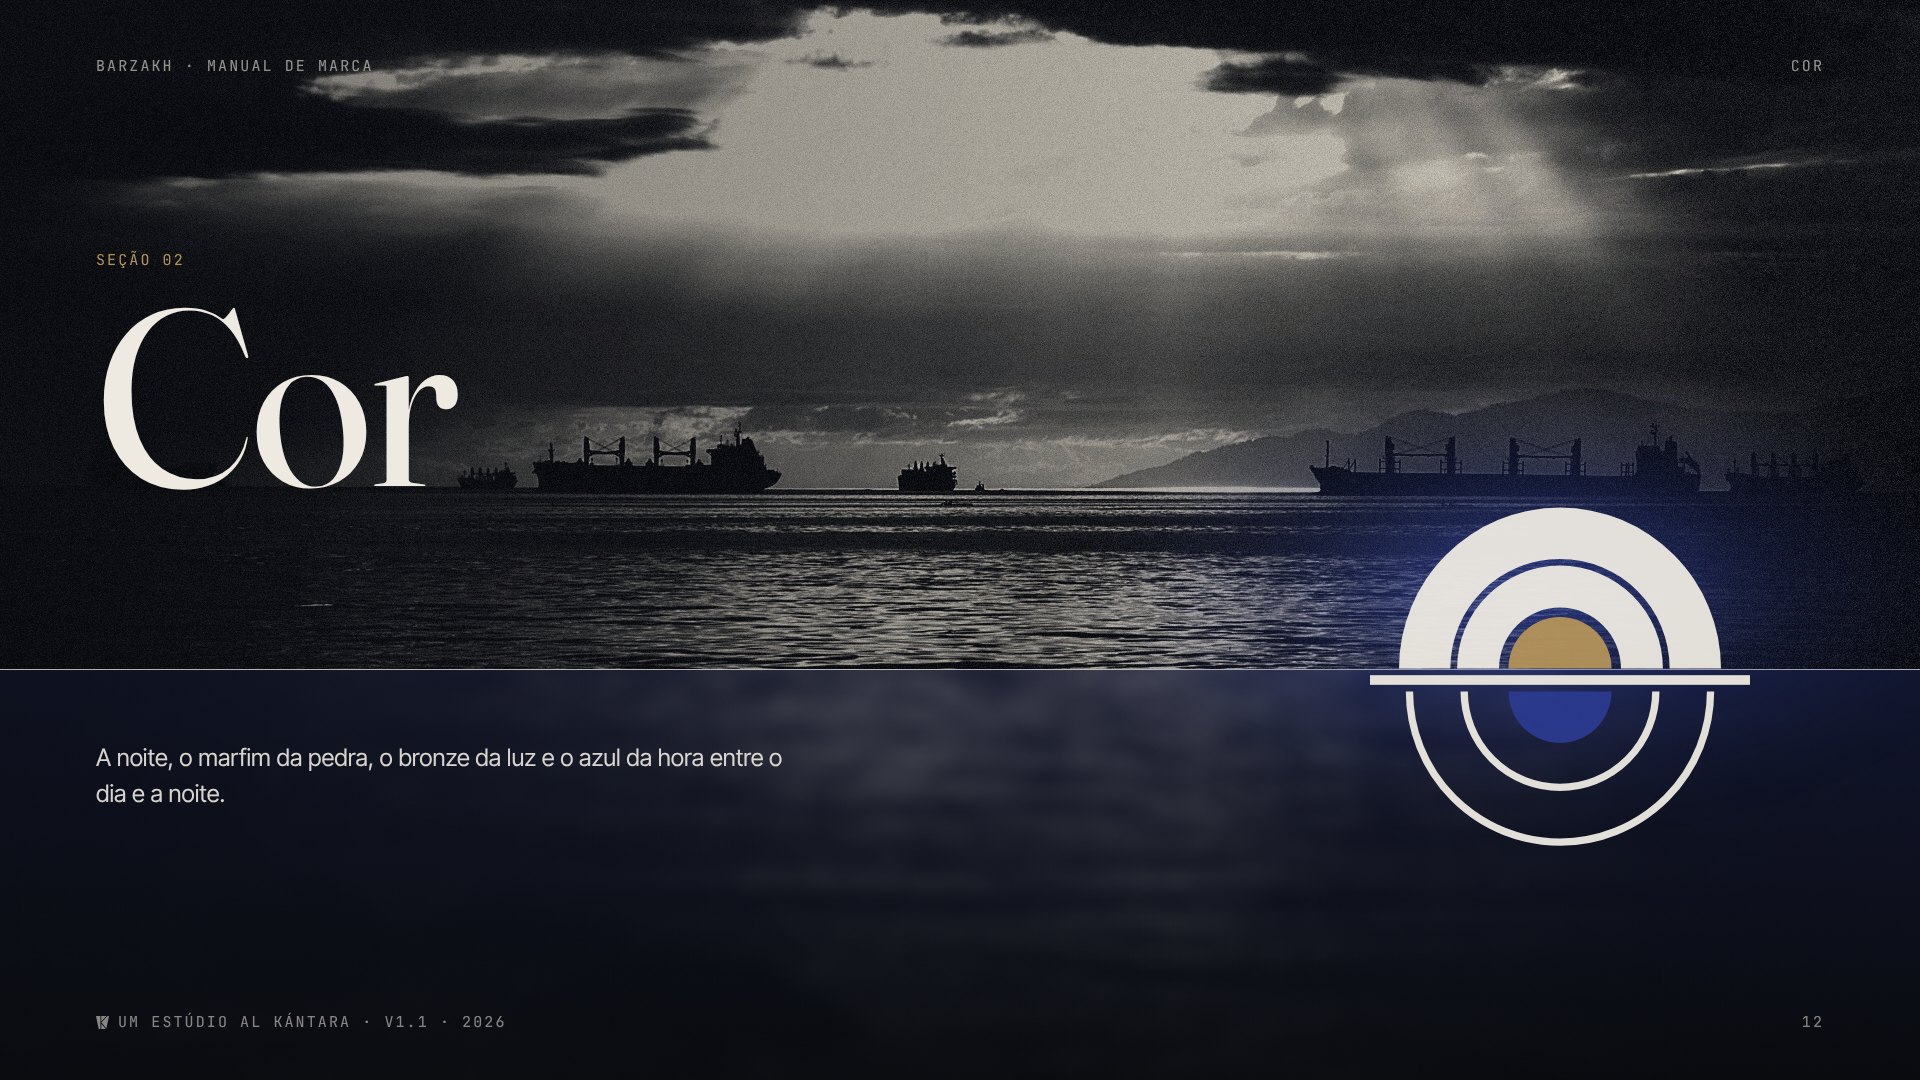 BARZAKH · MANUAL DE MARCA
COR
SEÇÃO 02
Cor
A noite, o marfim da pedra, o bronze da luz e o azul da hora entre o
dia e a noite.
UM ESTÚDIO AL KÁNTARA · V1.1 · 2026
12